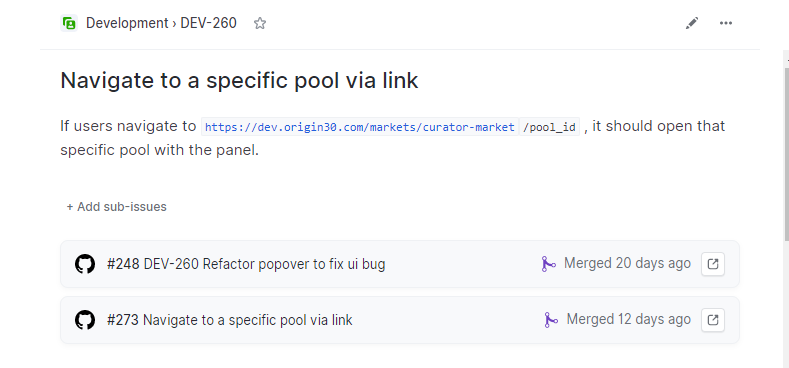 Development › DEV-260
Navigate to a specific pool via link
If users navigate to https://dev.origin30.com/markets/curator-market /pool_id , it should open that
specific pool with the panel.
+ Add sub-issues
#248 DEV-260 Refactor popover to fix ui bug Merged 20 days ago
#273 Navigate to a specific pool via link Merged 12 days ago